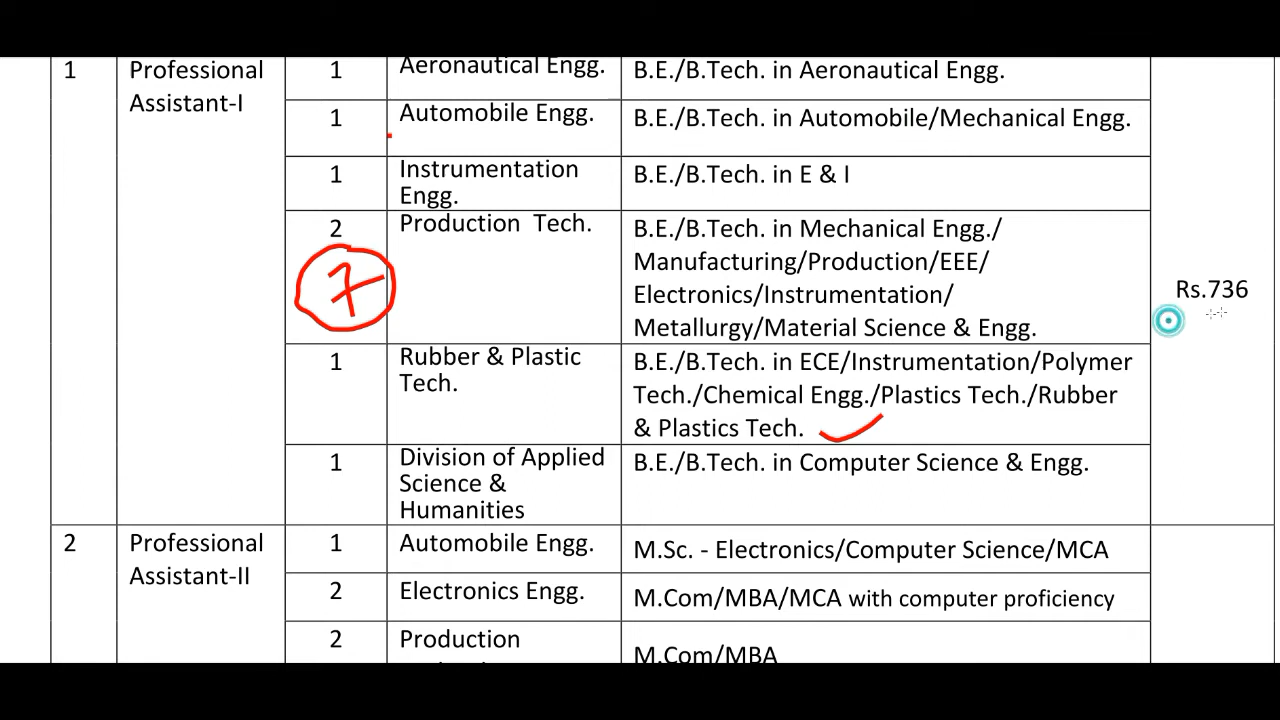 1 Professional Assistant-I 1 Aeronautical Engg. B.E./B.Tech. in Aeronautical Engg.
1 Automobile Engg. B.E./B.Tech. in Automobile/Mechanical Engg.
1 Instrumentation Engg. B.E./B.Tech. in E & I
2 Production Tech. B.E./B.Tech. in Mechanical Engg./
Manufacturing/Production/EEE/
7 Electronics/Instrumentation/ Rs.736
Metallurgy/Material Science & Engg.
1 Rubber & Plastic B.E./B.Tech. in ECE/Instrumentation/Polymer
Tech. Tech./Chemical Engg./Plastics Tech./Rubber
& Plastics Tech.
1 Division of Applied B.E./B.Tech. in Computer Science & Engg.
Science &
Humanities
2 Professional Assistant-II 1 Automobile Engg. M.Sc. - Electronics/Computer Science/MCA
2 Electronics Engg. M.Com/MBA/MCA with computer proficiency
2 Production M.Com/MBA